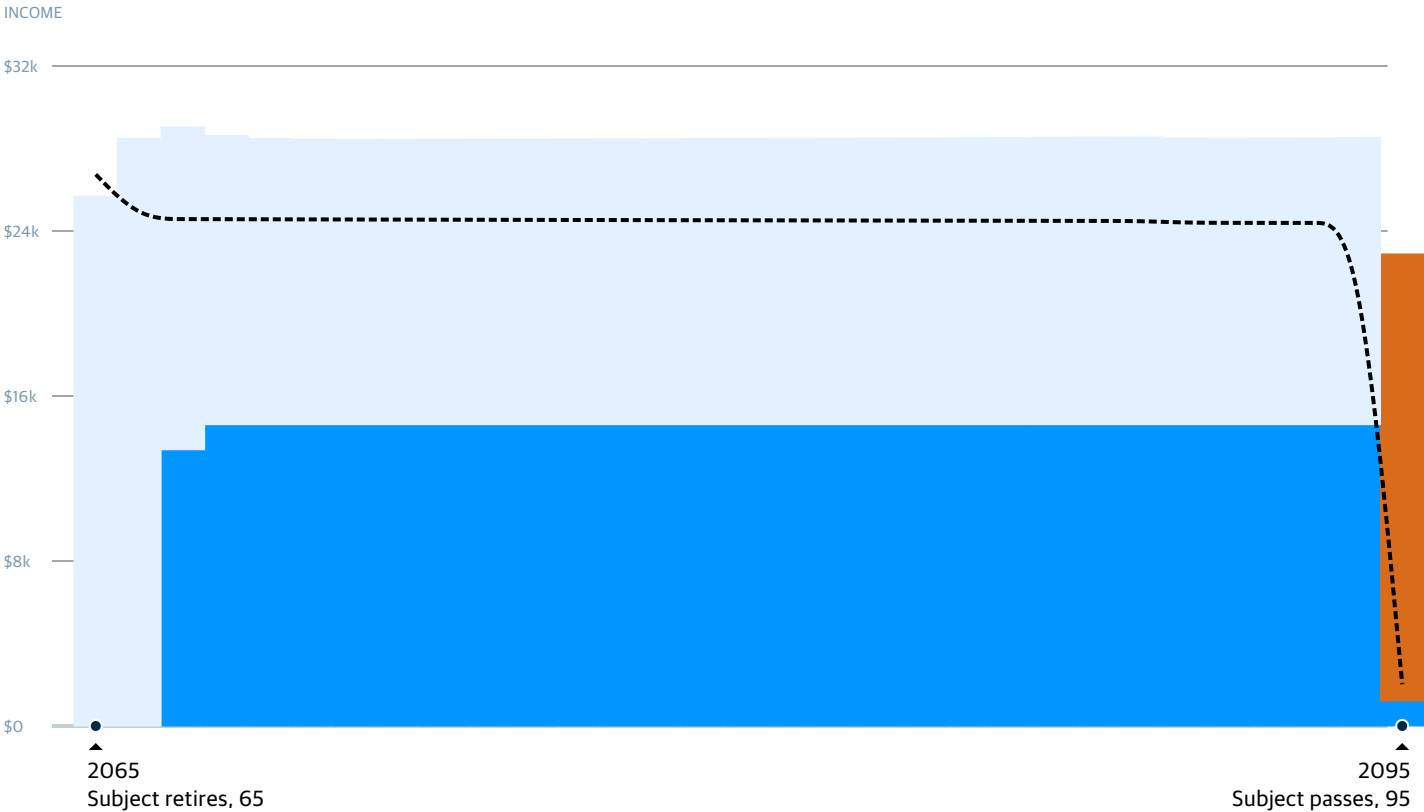 INCOME
$32k
$24k
$16k
$8k
$0
2065
Subject retires, 65
2095
Subject passes, 95